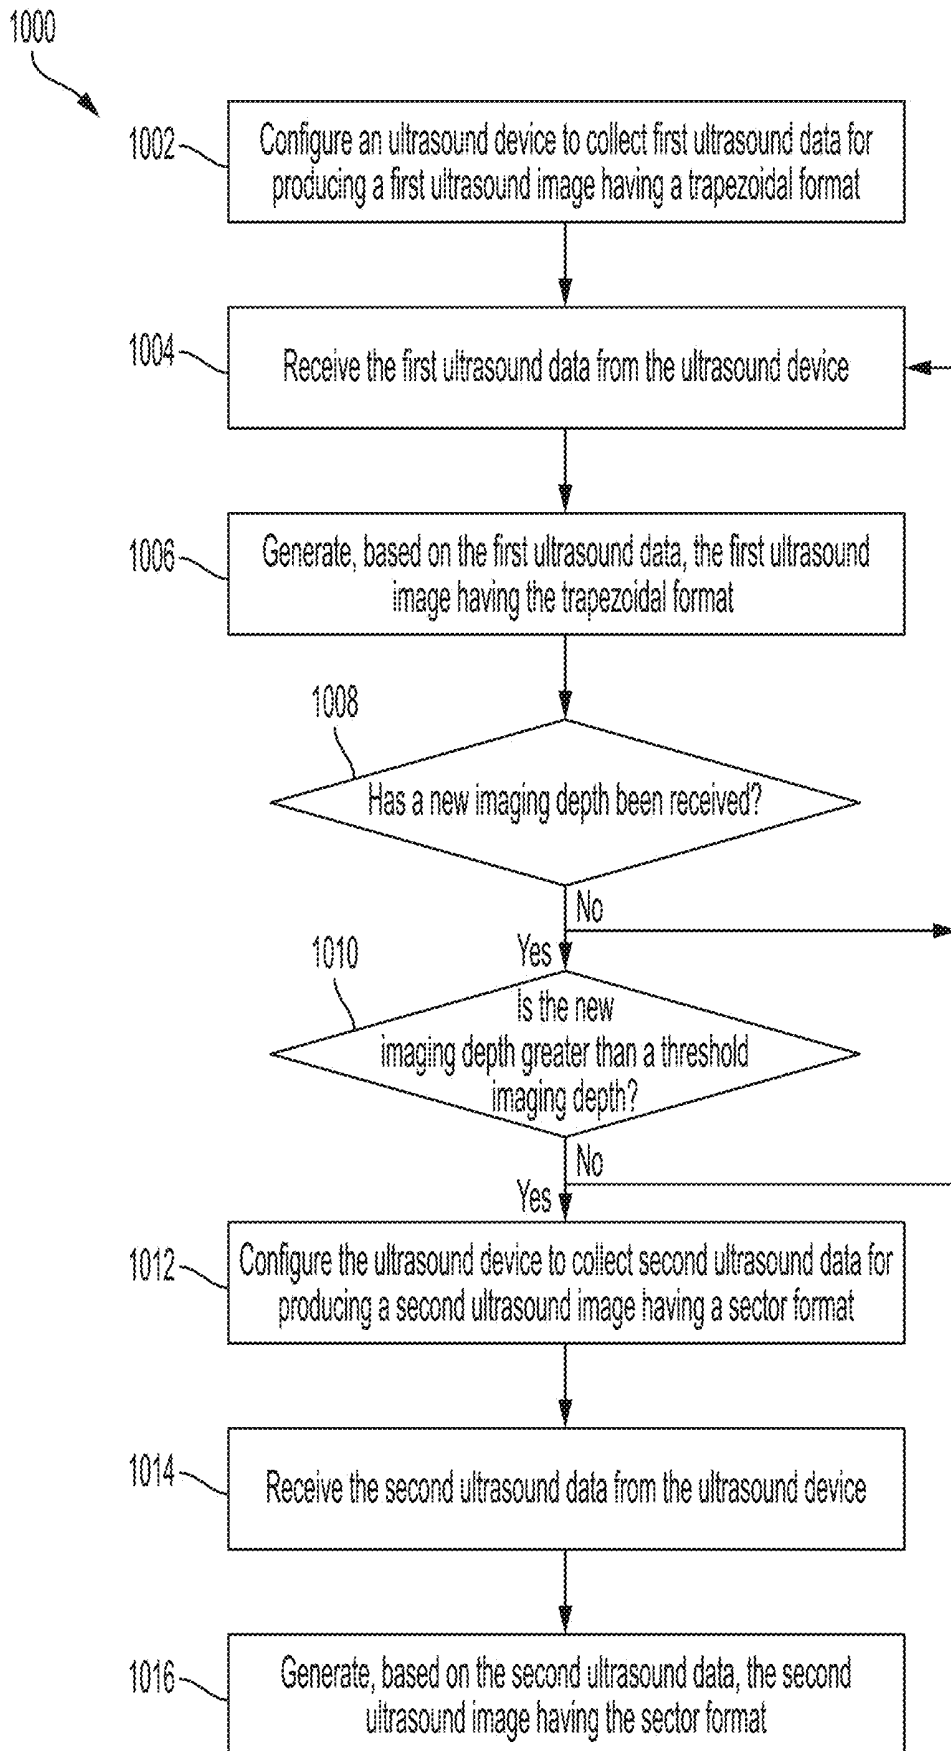 1000
1002
Configure an ultrasound device to collect first ultrasound data for
producing a first ultrasound image having a trapezoidal format
1004
Receive the first ultrasound data from the ultrasound device
1006
Generate, based on the first ultrasound data, the first ultrasound
image having the trapezoidal format
1008
Has a new imaging depth been received?
No
Yes
1010
Is the new
imaging depth greater than a threshold
imaging depth?
No
Yes
1012
Configure the ultrasound device to collect second ultrasound data for
producing a second ultrasound image having a sector format
1014
Receive the second ultrasound data from the ultrasound device
1016
Generate, based on the second ultrasound data, the second
ultrasound image having the sector format